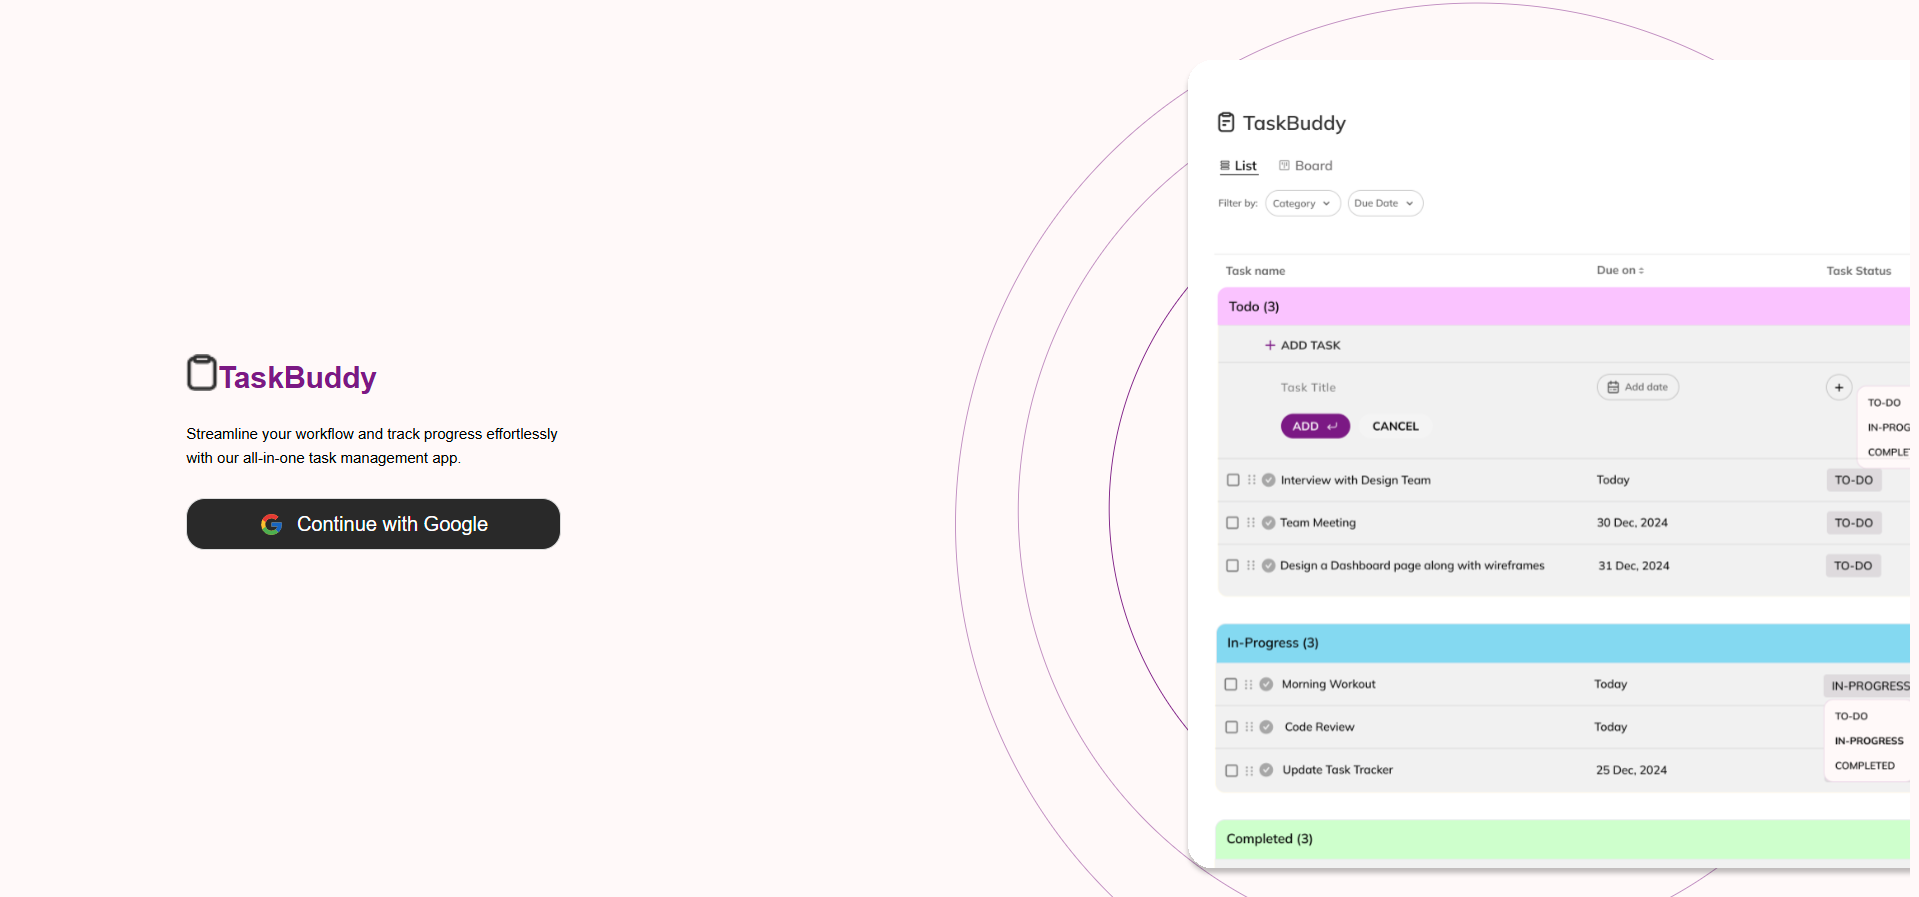 TaskBuddy
Streamline your workflow and track progress effortlessly
with our all-in-one task management app.
Continue with Google
TaskBuddy
List Board
Filter by: Category Due Date
Task name Due on Task Status
Todo (3)
+ ADD TASK
Task Title Add date +
TO-DO
IN-PROG
COMPLE
ADD CANCEL
Interview with Design Team Today TO-DO
Team Meeting 30 Dec, 2024 TO-DO
Design a Dashboard page along with wireframes 31 Dec, 2024 TO-DO
In-Progress (3)
Morning Workout Today IN-PROGRESS
Code Review Today
TO-DO
IN-PROGRESS
COMPLETED
Update Task Tracker 25 Dec, 2024
Completed (3)